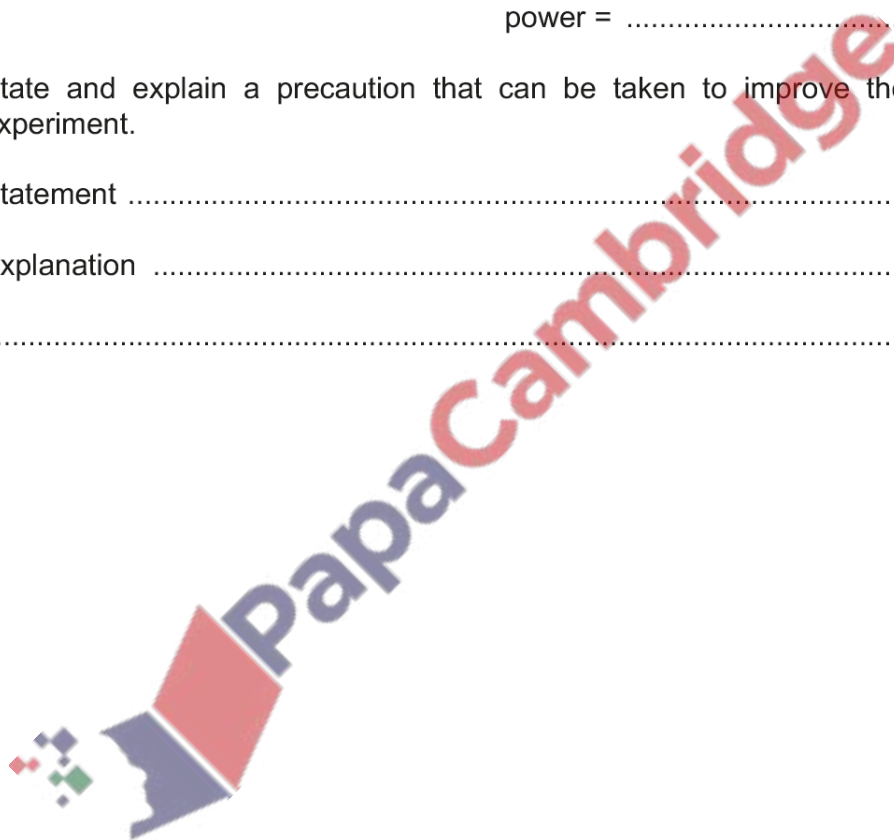 power = ................................
tate and explain a precaution that can be taken to improve the
xperiment.
tatement ................................................................................................
xplanation .............................................................................................
.................................................................................................................
PapaCambridge